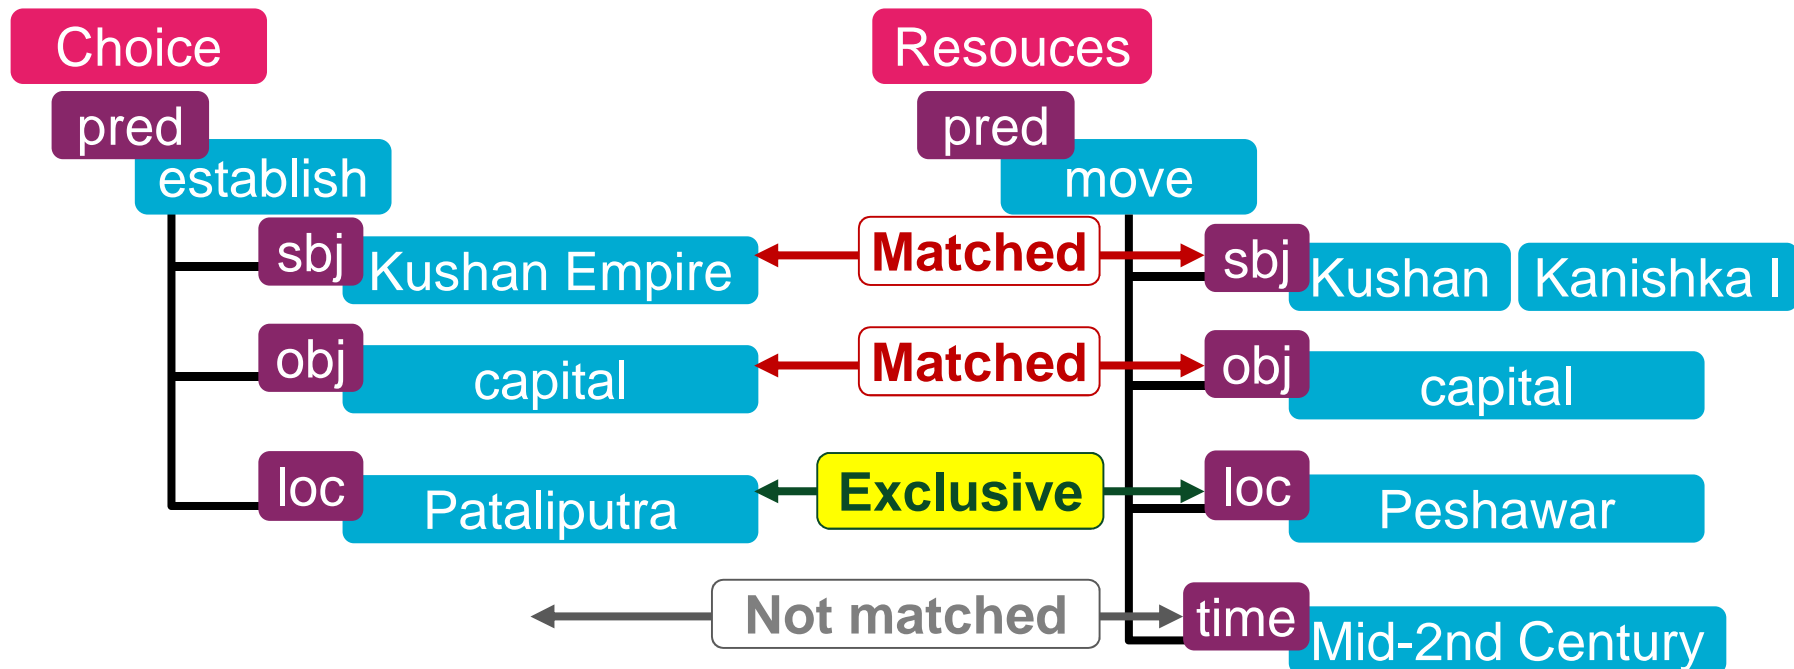 Choice
Resouces
pred
pred
establish
move
sbj
Kushan Empire
Matched
sbj
Kushan
Kanishka I
obj
capital
Matched
obj
capital
loc
Pataliputra
Exclusive
loc
Peshawar
Not matched
time
Mid-2nd Century